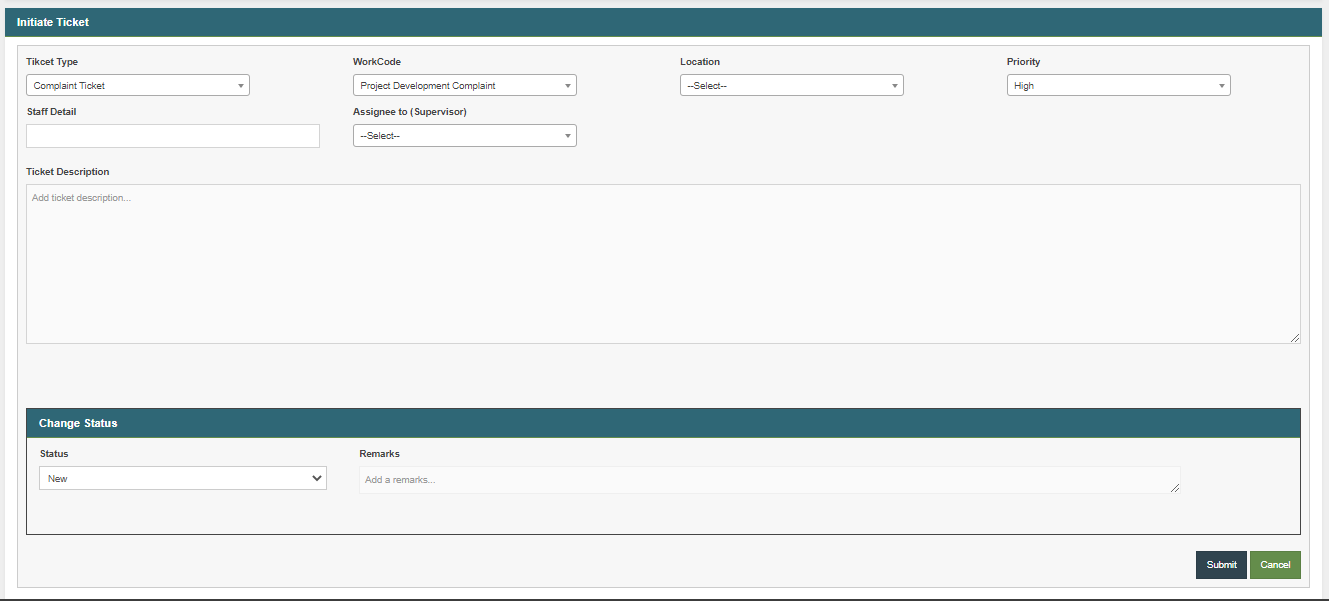 Initiate Ticket
Tikcet Type WorkCode Location Priority
Complaint Ticket Project Development Complaint --Select-- High
Staff Detail Assignee to (Supervisor)
--Select--
Ticket Description
Add ticket description...
Change Status
Status Remarks
New Add a remarks...
Submit Cancel